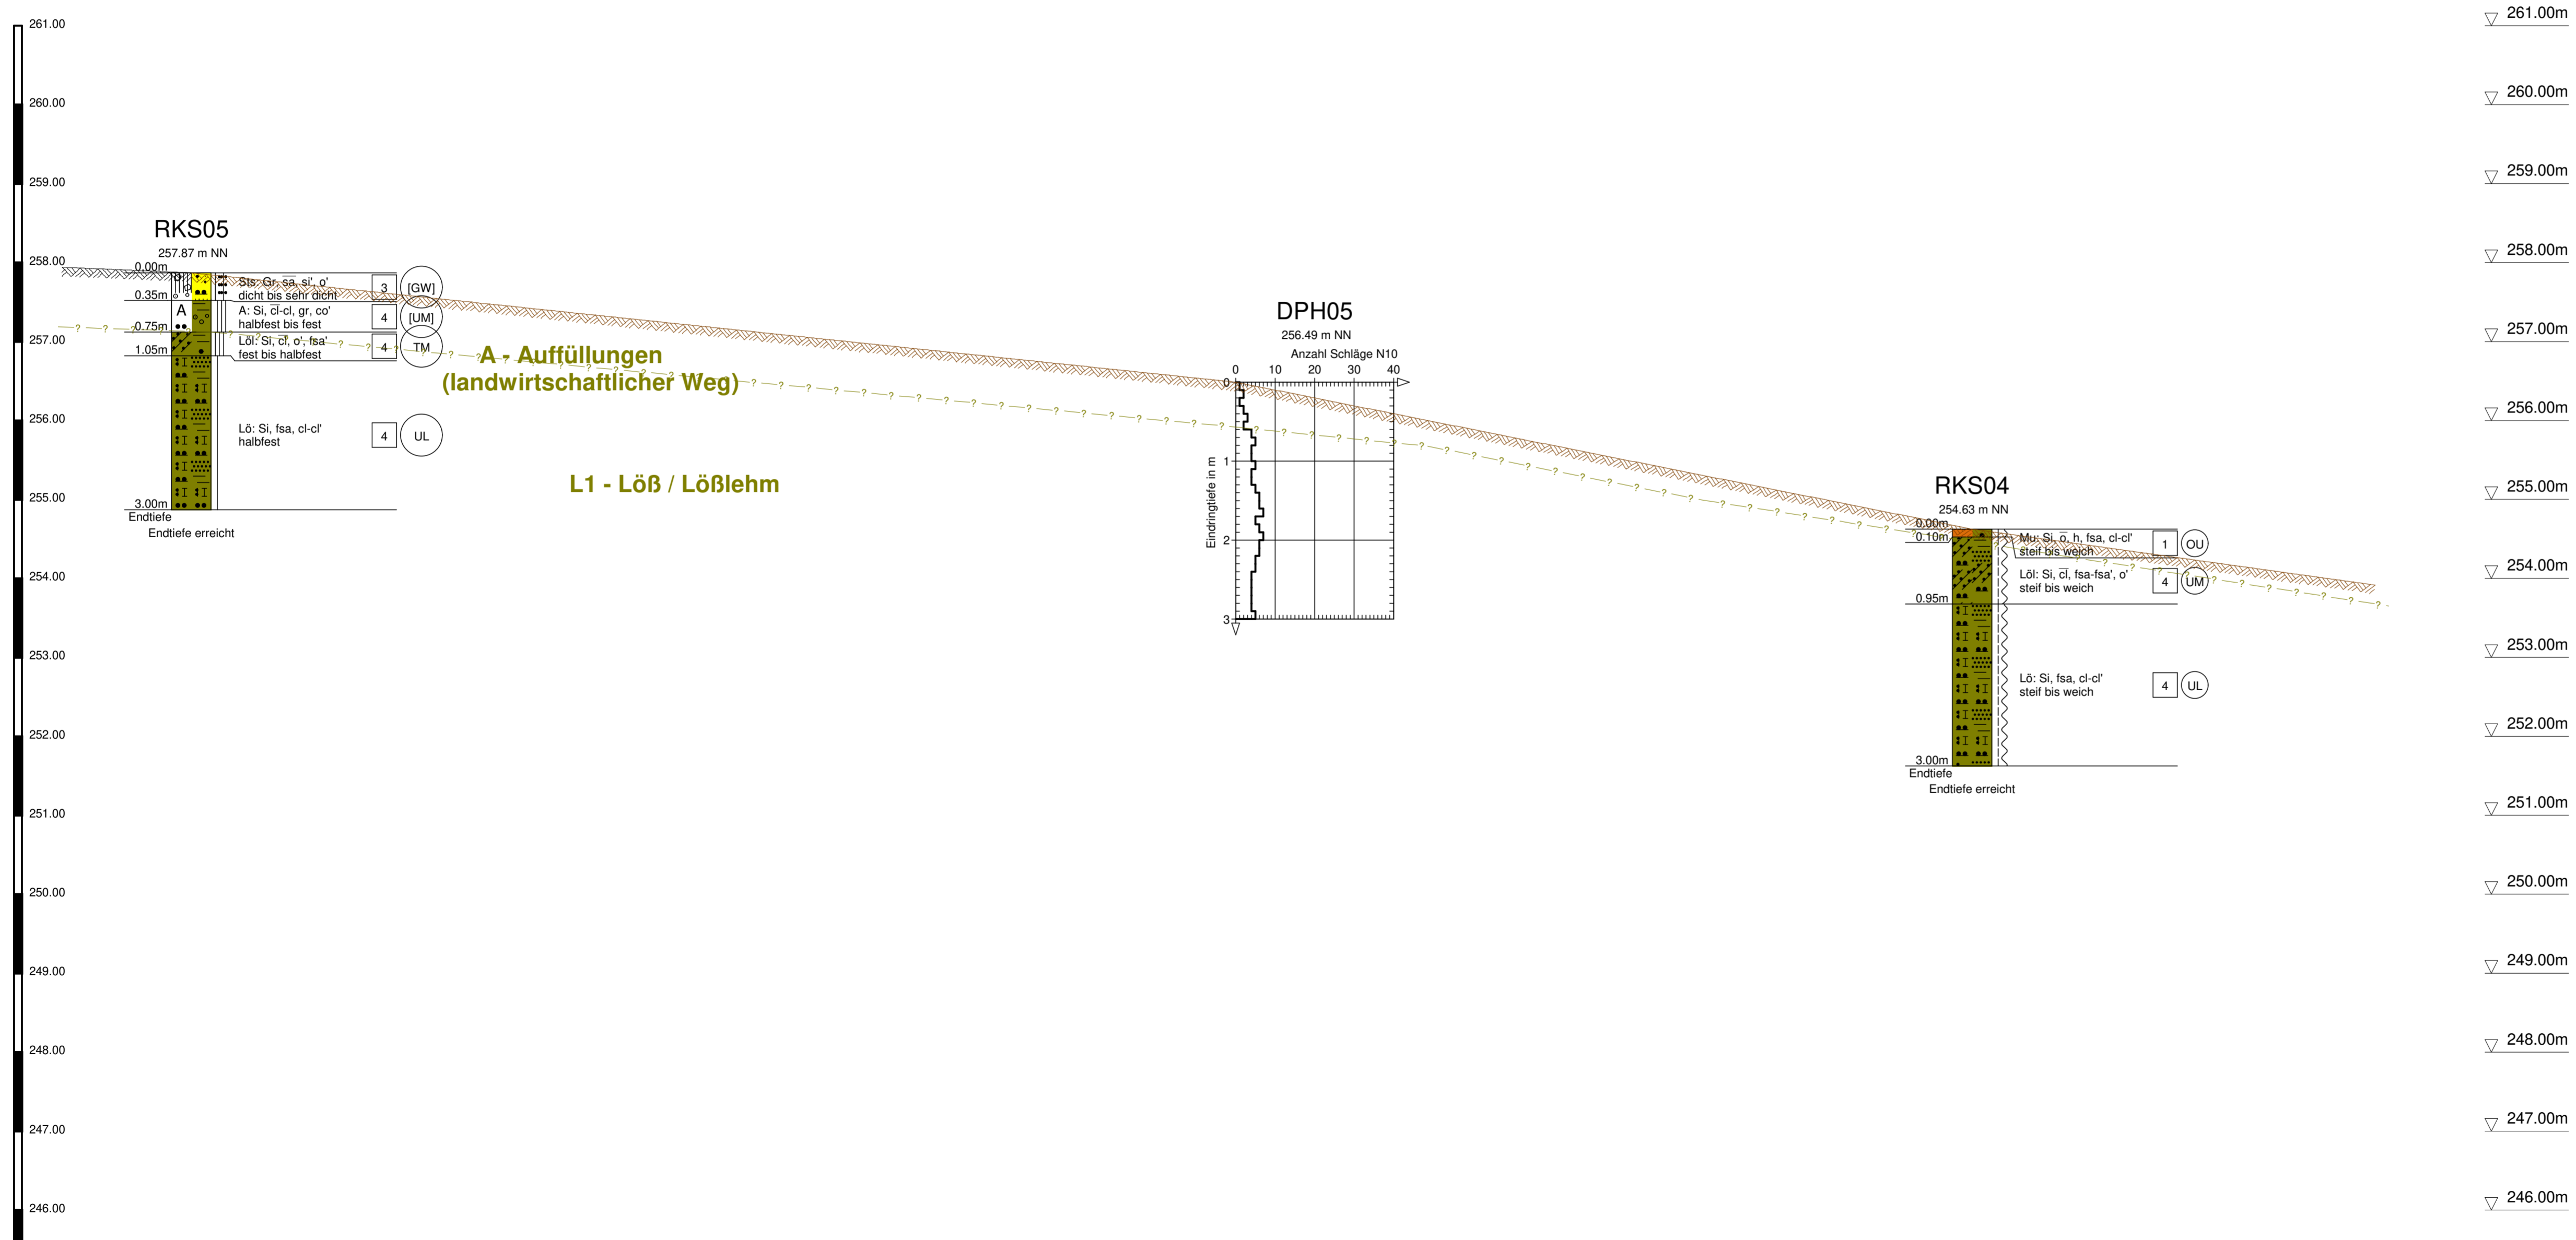 261.00
260.00
259.00
258.00
257.00
256.00
255.00
254.00
253.00
252.00
251.00
250.00
249.00
248.00
247.00
246.00
RKS05
257.87 m NN
0.00m
0.35m
0.75m
1.05m
3.00m
Endtiefe
Endtiefe erreicht
A
Sts: Gr, s̅a̅, si', o'
dicht bis sehr dicht
3 [GW]
A: Si, c̅l̅-cl, gr, co'
halbfest bis fest
4 [UM]
Löl: Si, c̅l̅, o', fsa'
fest bis halbfest
4 TM
Lö: Si, fsa, cl-cl'
halbfest
4 UL
A - Auffüllungen
(landwirtschaftlicher Weg)
L1 - Löß / Lößlehm
DPH05
256.49 m NN
Anzahl Schläge N10
0 10 20 30 40
0
1
2
3
Eindringtiefe in m
RKS04
254.63 m NN
0.00m
0.10m
0.95m
3.00m
Endtiefe
Endtiefe erreicht
Mu: Si, o̅, h, fsa, cl-cl'
steif bis weich
1 OU
Löl: Si, c̅l̅, fsa-fsa', o'
steif bis weich
4 UM
Lö: Si, fsa, cl-cl'
steif bis weich
4 UL
261.00m
260.00m
259.00m
258.00m
257.00m
256.00m
255.00m
254.00m
253.00m
252.00m
251.00m
250.00m
249.00m
248.00m
247.00m
246.00m